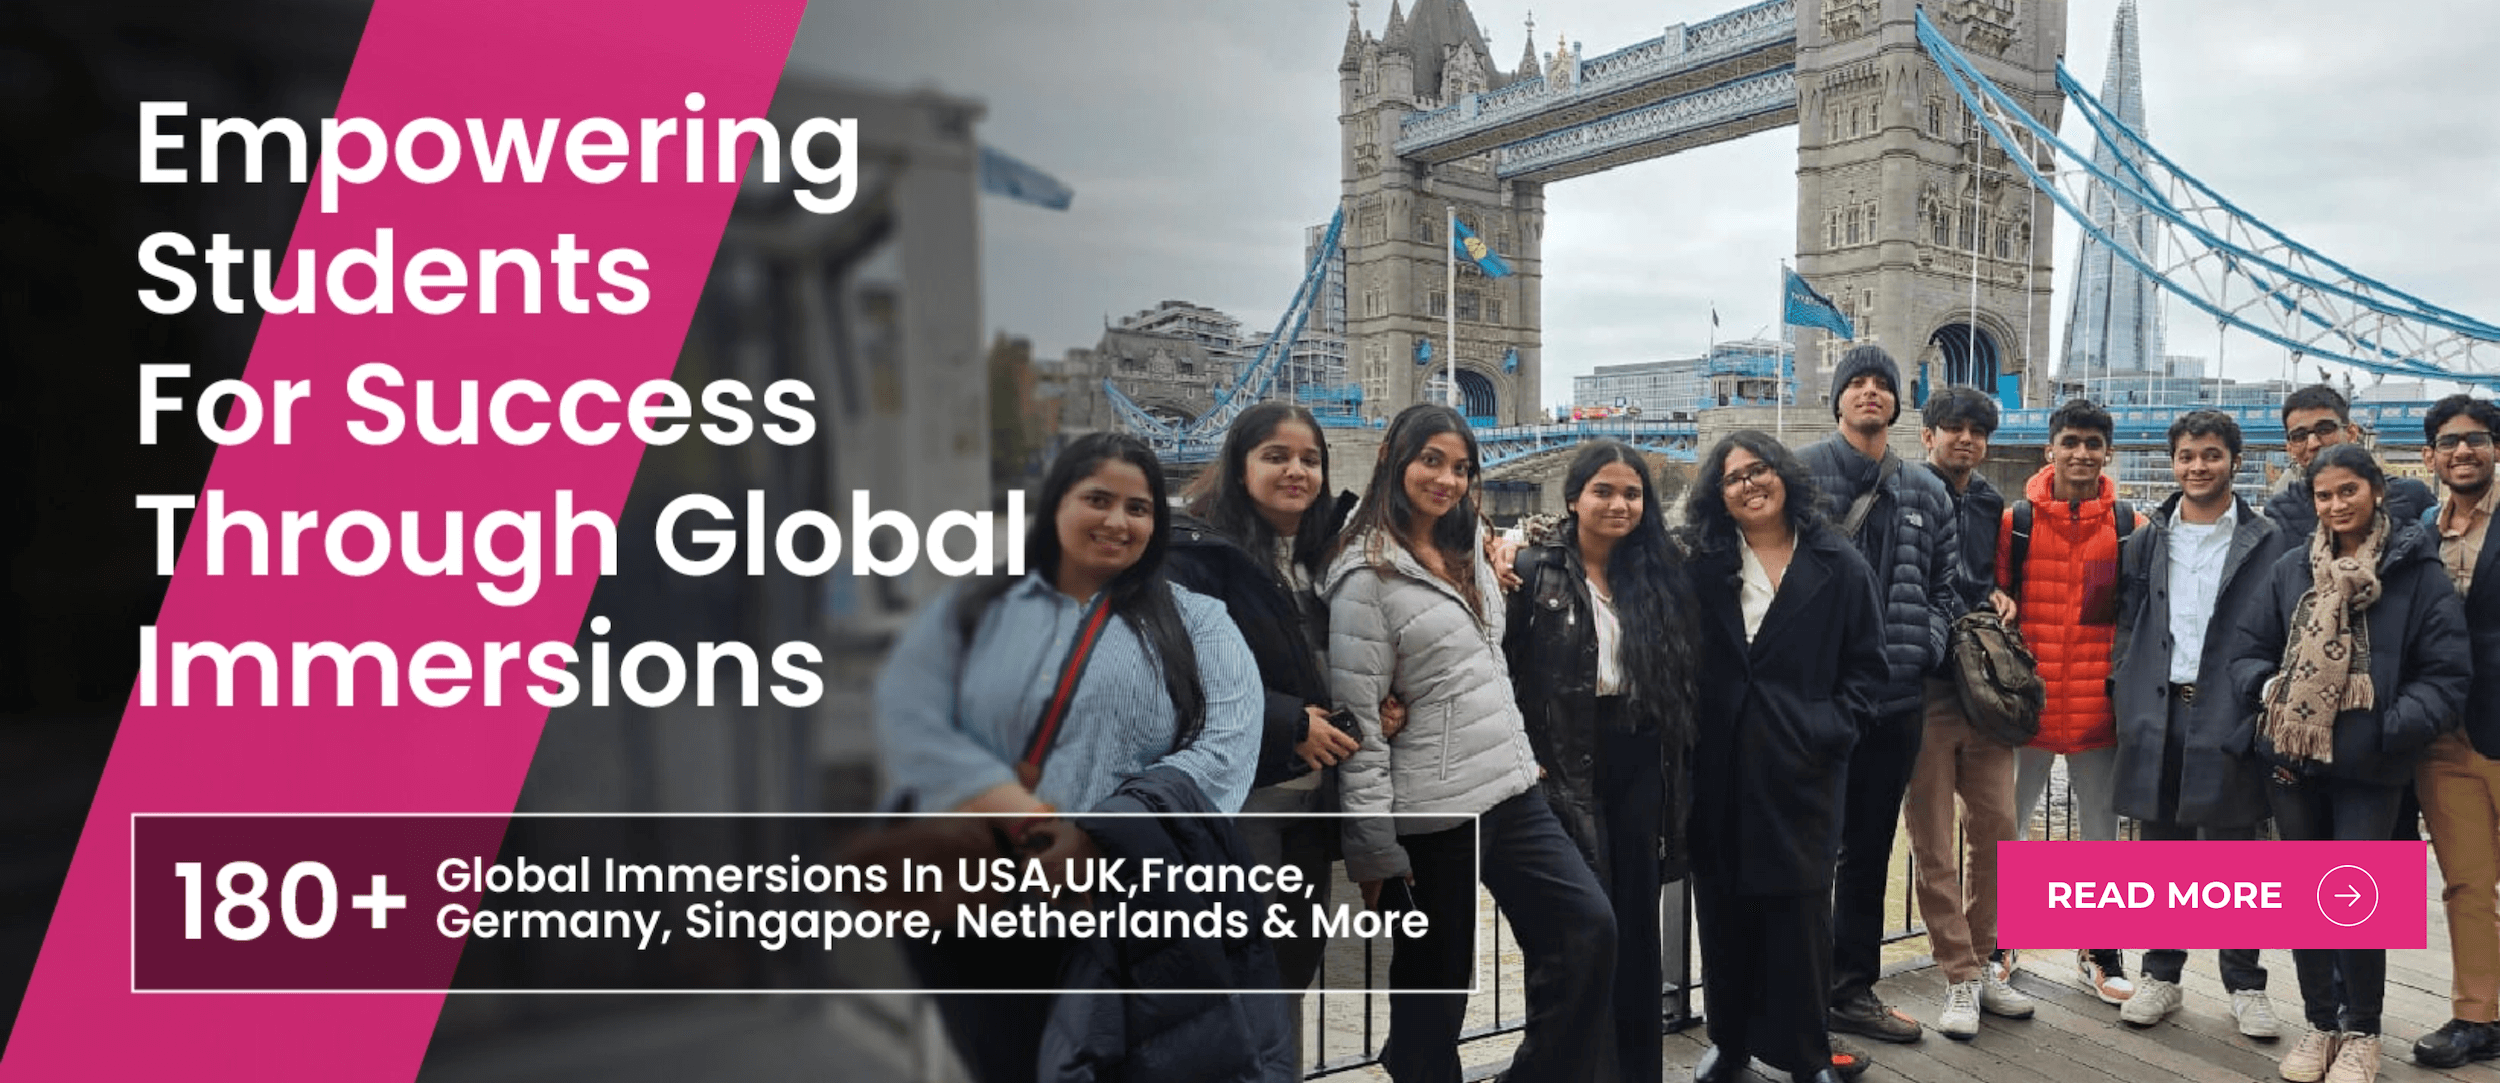 Empowering
Students
For Success
Through Global
Immersions
180+
Global Immersions In USA,UK,France,
Germany, Singapore, Netherlands & More
READ MORE